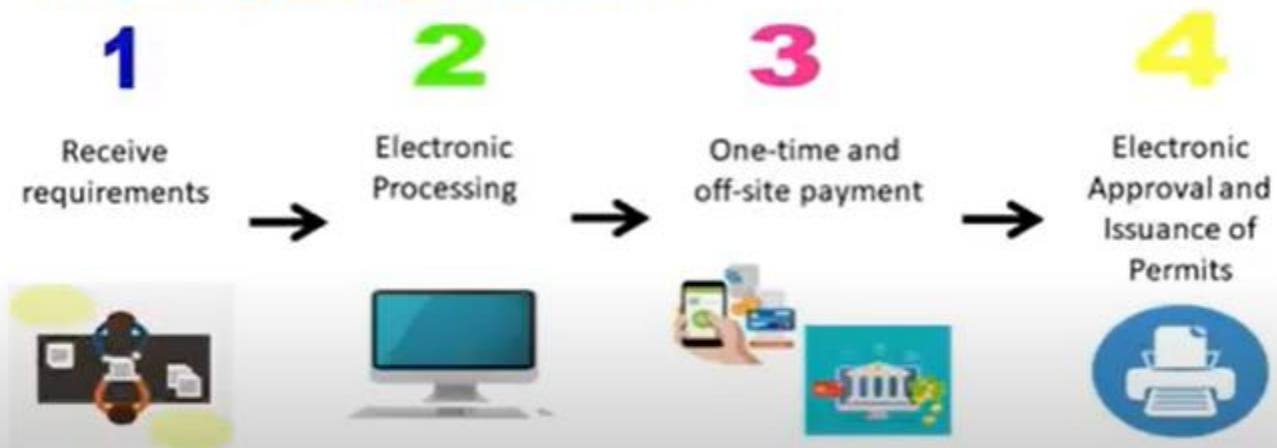 1
Receive
requirements
2
Electronic
Processing
3
One-time and
off-site payment
4
Electronic
Approval and
Issuance of
Permits